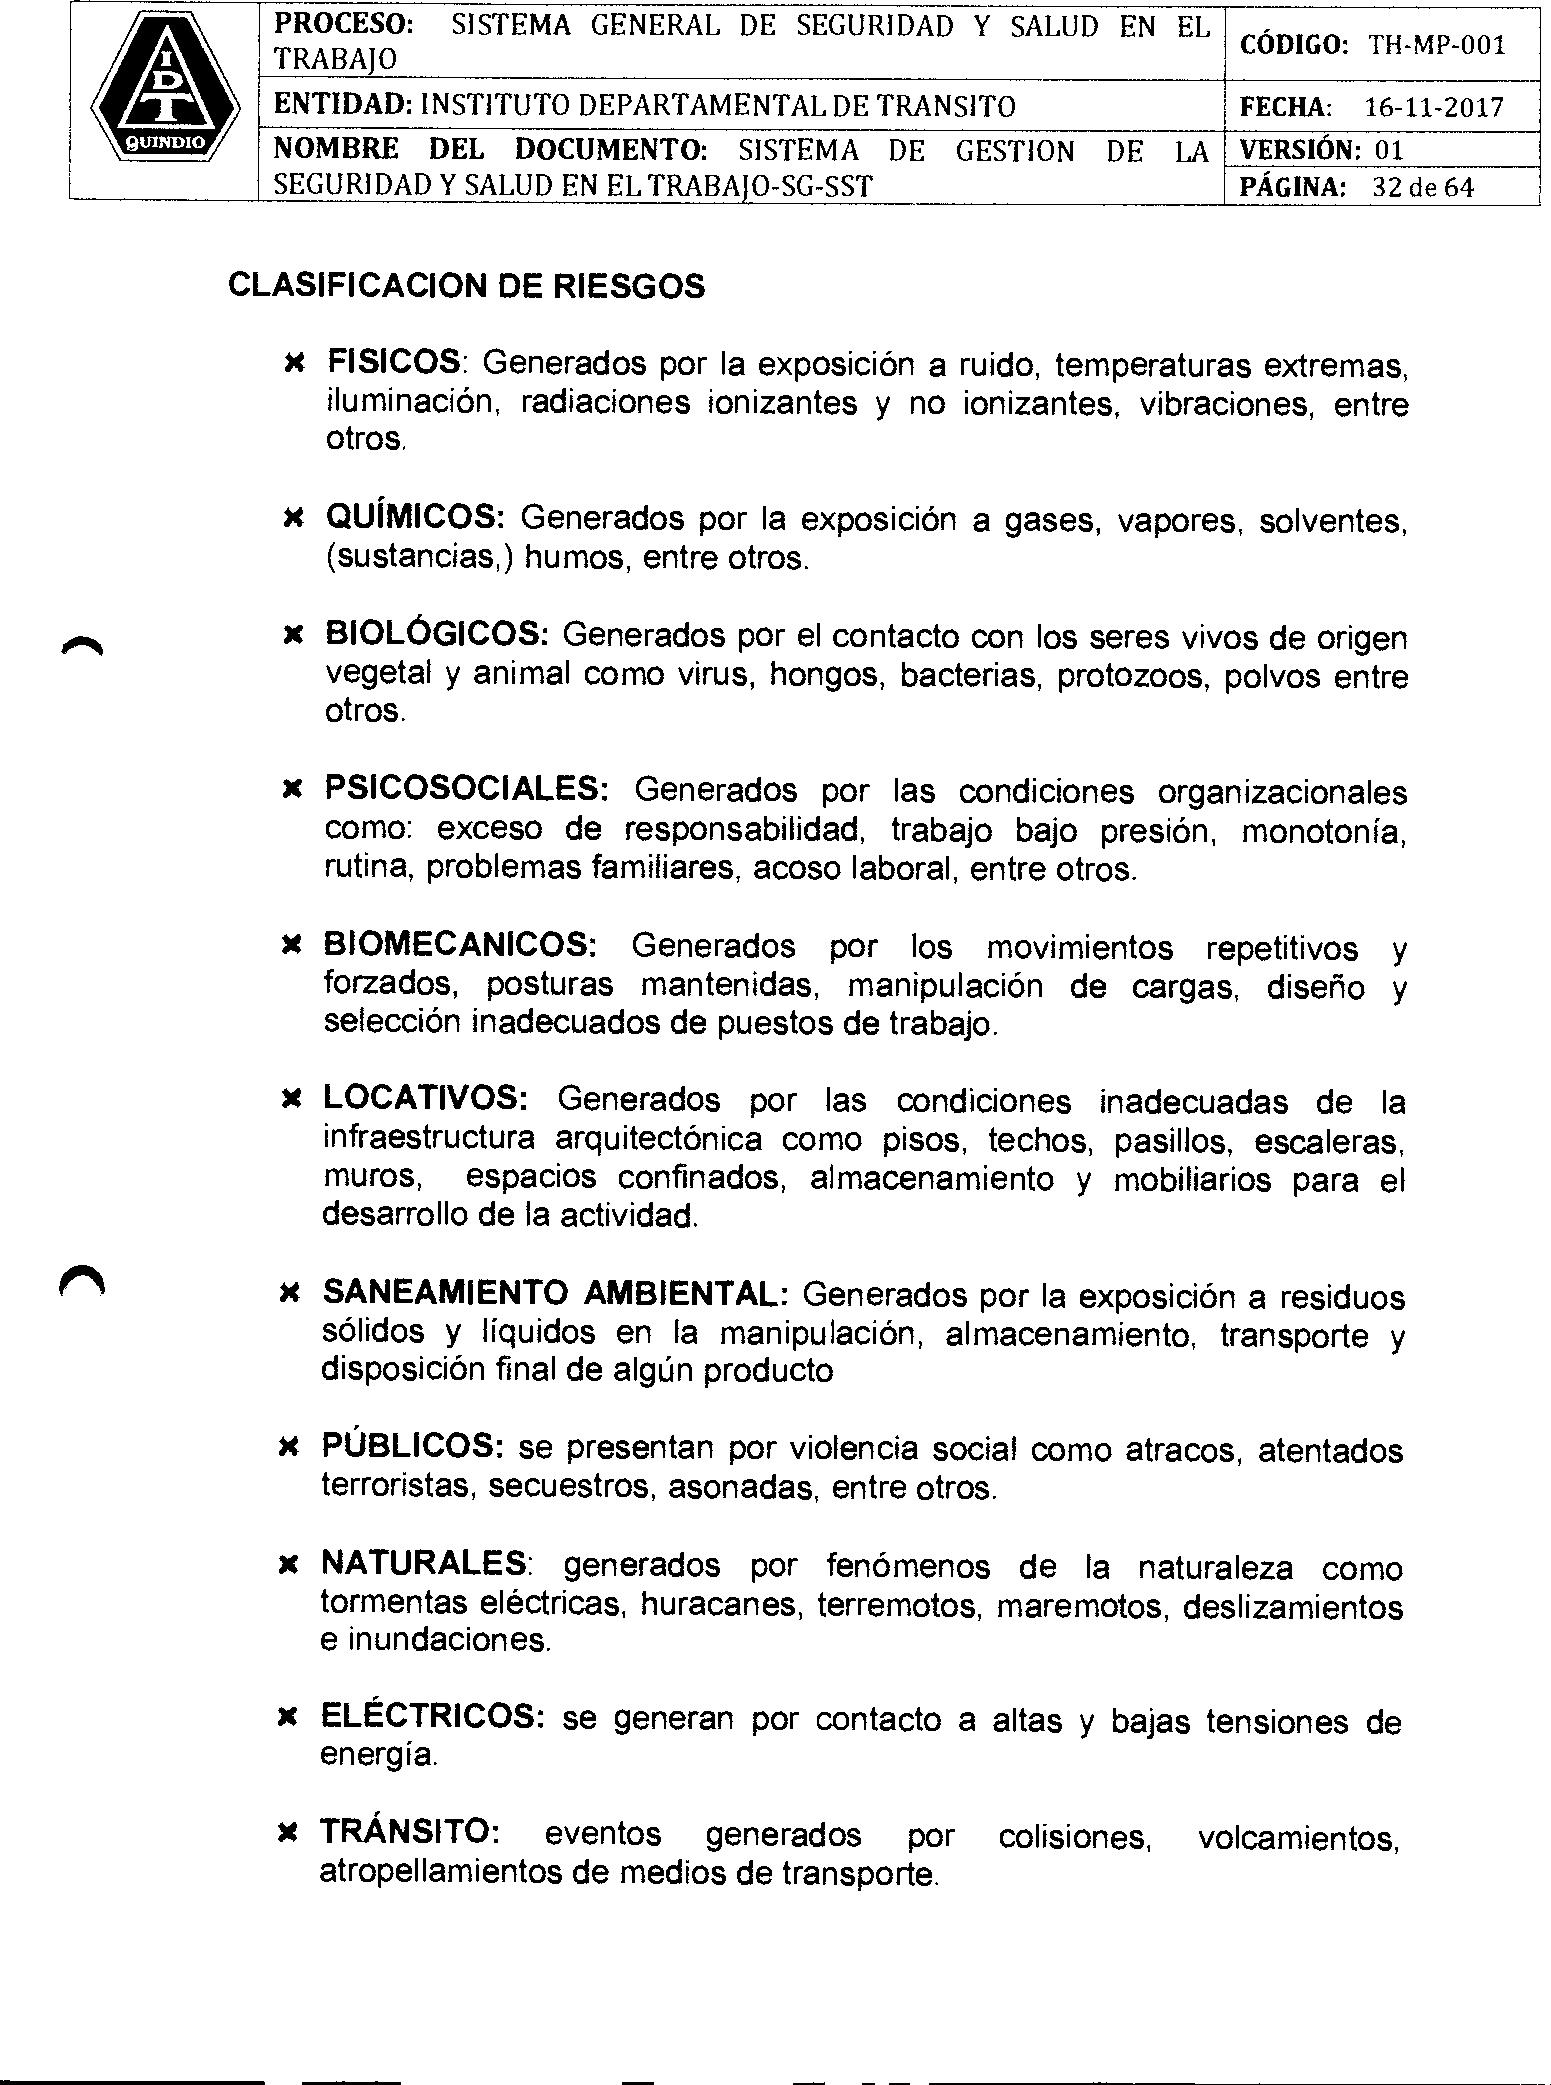 IDT
QUINDIO
PROCESO: SISTEMA GENERAL DE SEGURIDAD Y SALUD EN EL
TRABAJO
CÓDIGO: TH-MP-001
ENTIDAD: INSTITUTO DEPARTAMENTAL DE TRANSITO
FECHA: 16-11-2017
NOMBRE DEL DOCUMENTO: SISTEMA DE GESTION DE LA
SEGURIDAD Y SALUD EN EL TRABAJO-SG-SST
VERSIÓN: 01
PÁGINA: 32 de 64
CLASIFICACION DE RIESGOS
× FISICOS: Generados por la exposición a ruido, temperaturas extremas,
iluminación, radiaciones ionizantes y no ionizantes, vibraciones, entre
otros.
× QUÍMICOS: Generados por la exposición a gases, vapores, solventes,
(sustancias,) humos, entre otros.
× BIOLÓGICOS: Generados por el contacto con los seres vivos de origen
vegetal y animal como virus, hongos, bacterias, protozoos, polvos entre
otros.
× PSICOSOCIALES: Generados por las condiciones organizacionales
como: exceso de responsabilidad, trabajo bajo presión, monotonía,
rutina, problemas familiares, acoso laboral, entre otros.
× BIOMECANICOS: Generados por los movimientos repetitivos y
forzados, posturas mantenidas, manipulación de cargas, diseño y
selección inadecuados de puestos de trabajo.
× LOCATIVOS: Generados por las condiciones inadecuadas de la
infraestructura arquitectónica como pisos, techos, pasillos, escaleras,
muros, espacios confinados, almacenamiento y mobiliarios para el
desarrollo de la actividad.
× SANEAMIENTO AMBIENTAL: Generados por la exposición a residuos
sólidos y líquidos en la manipulación, almacenamiento, transporte y
disposición final de algún producto
× PÚBLICOS: se presentan por violencia social como atracos, atentados
terroristas, secuestros, asonadas, entre otros.
× NATURALES: generados por fenómenos de la naturaleza como
tormentas eléctricas, huracanes, terremotos, maremotos, deslizamientos
e inundaciones.
× ELÉCTRICOS: se generan por contacto a altas y bajas tensiones de
energía.
× TRÁNSITO: eventos generados por colisiones, volcamientos,
atropellamientos de medios de transporte.